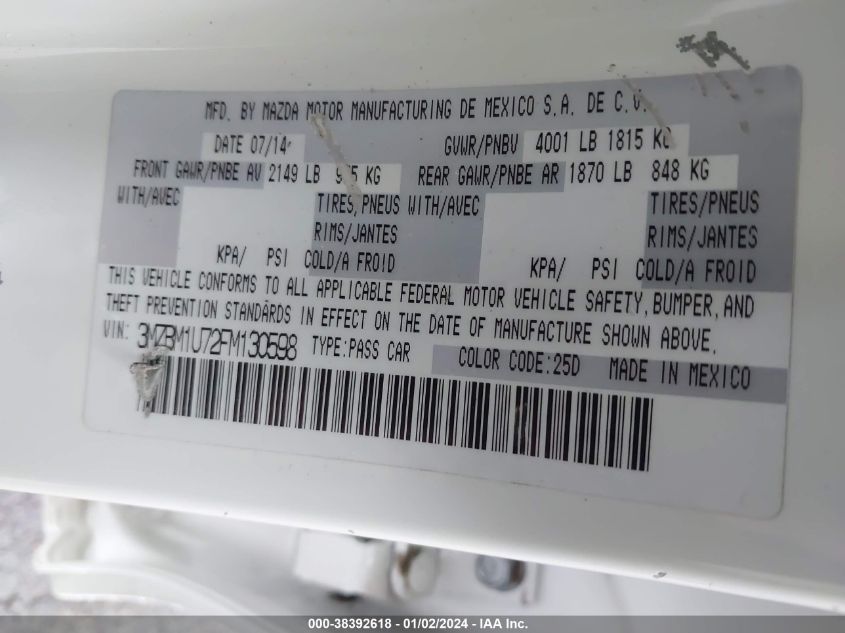 MFD. BY MAZDA MOTOR MANUFACTURING DE MEXICO S.A. DE C.V.
DATE 07/14 GVWR/PNBV 4001 LB 1815 KG
FRONT GAWR/PNBE AV 2149 LB KG REAR GAWR/PNBE AR 1870 LB 848 KG
WITH/AVEC TIRES/PNEUS WITH/AVEC TIRES/PNEUS
RIMS/JANTES RIMS/JANTES
KPA/ PSI COLD/A FROID KPA/ PSI COLD/A FROID
THIS VEHICLE CONFORMS TO ALL APPLICABLE FEDERAL MOTOR VEHICLE SAFETY, BUMPER, AND
THEFT PREVENTION STANDARDS IN EFFECT ON THE DATE OF MANUFACTURE SHOWN ABOVE.
VIN: 3MZBM1U72FM130598 TYPE:PASS CAR COLOR CODE:25D MADE IN MEXICO
000-38392618 - 01/02/2024 - IAA Inc.